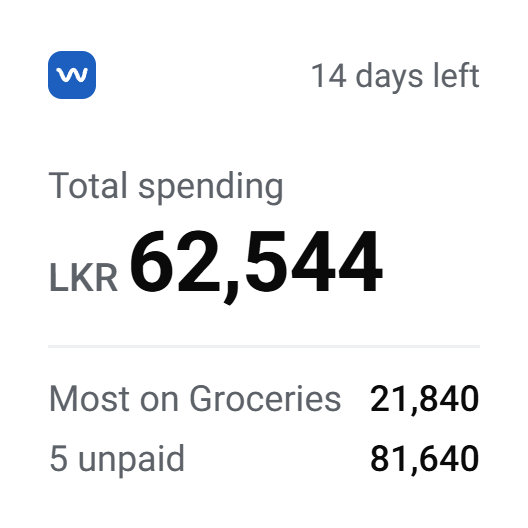 14 days left
Total spending
LKR 62,544
Most on Groceries 21,840
5 unpaid 81,640